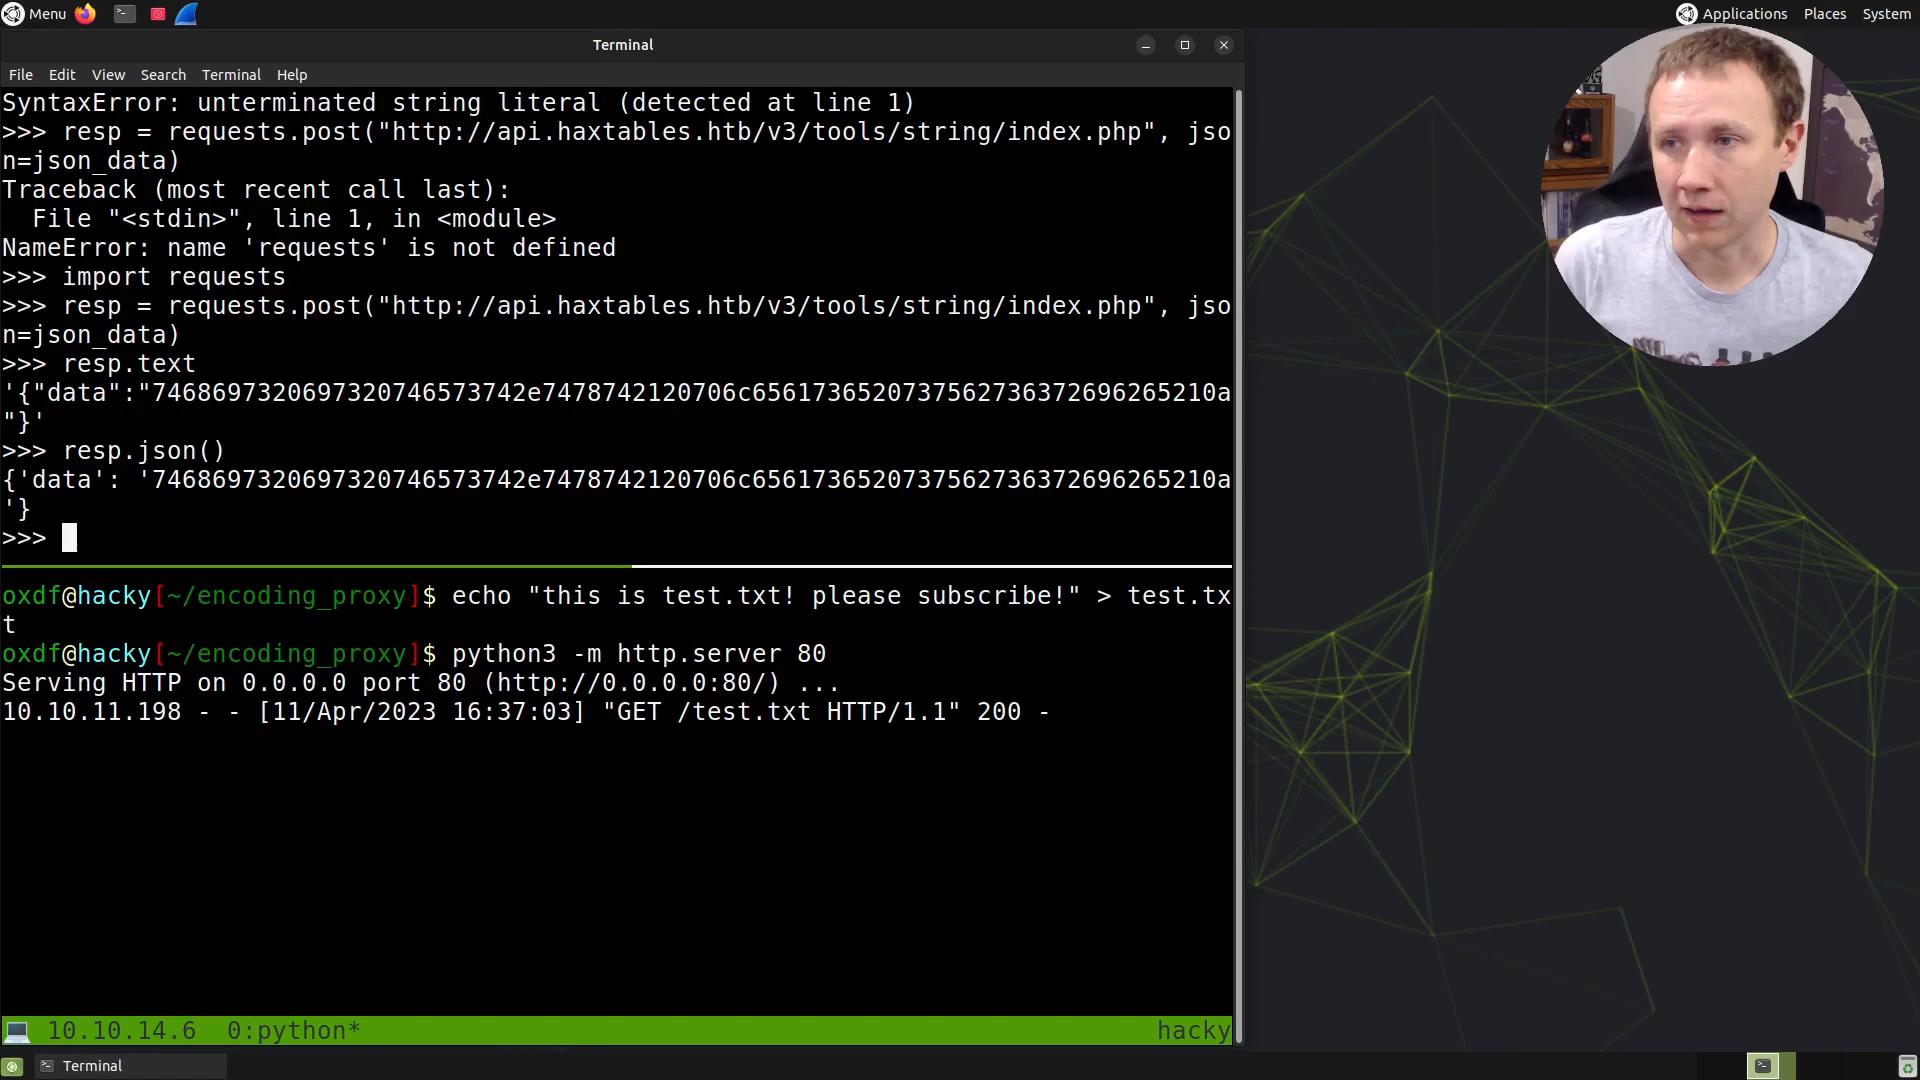 Menu
Applications Places System
Terminal
File Edit View Search Terminal Help
SyntaxError: unterminated string literal (detected at line 1)
>>> resp = requests.post("http://api.haxtables.htb/v3/tools/string/index.php", jso
n=json_data)
Traceback (most recent call last):
  File "<stdin>", line 1, in <module>
NameError: name 'requests' is not defined
>>> import requests
>>> resp = requests.post("http://api.haxtables.htb/v3/tools/string/index.php", jso
n=json_data)
>>> resp.text
'{"data":"7468697320697320746573742e7478742120706c656173652073756273637269626521​0a
"}'
>>> resp.json()
{'data': '7468697320697320746573742e7478742120706c6561736520737562736372696265210a
'}
>>>
oxdf@hacky[~/encoding_proxy]$ echo "this is test.txt! please subscribe!" > test.tx
t
oxdf@hacky[~/encoding_proxy]$ python3 -m http.server 80
Serving HTTP on 0.0.0.0 port 80 (http://0.0.0.0:80/) ...
10.10.11.198 - - [11/Apr/2023 16:37:03] "GET /test.txt HTTP/1.1" 200 -
10.10.14.6 0:python* hacky
Terminal